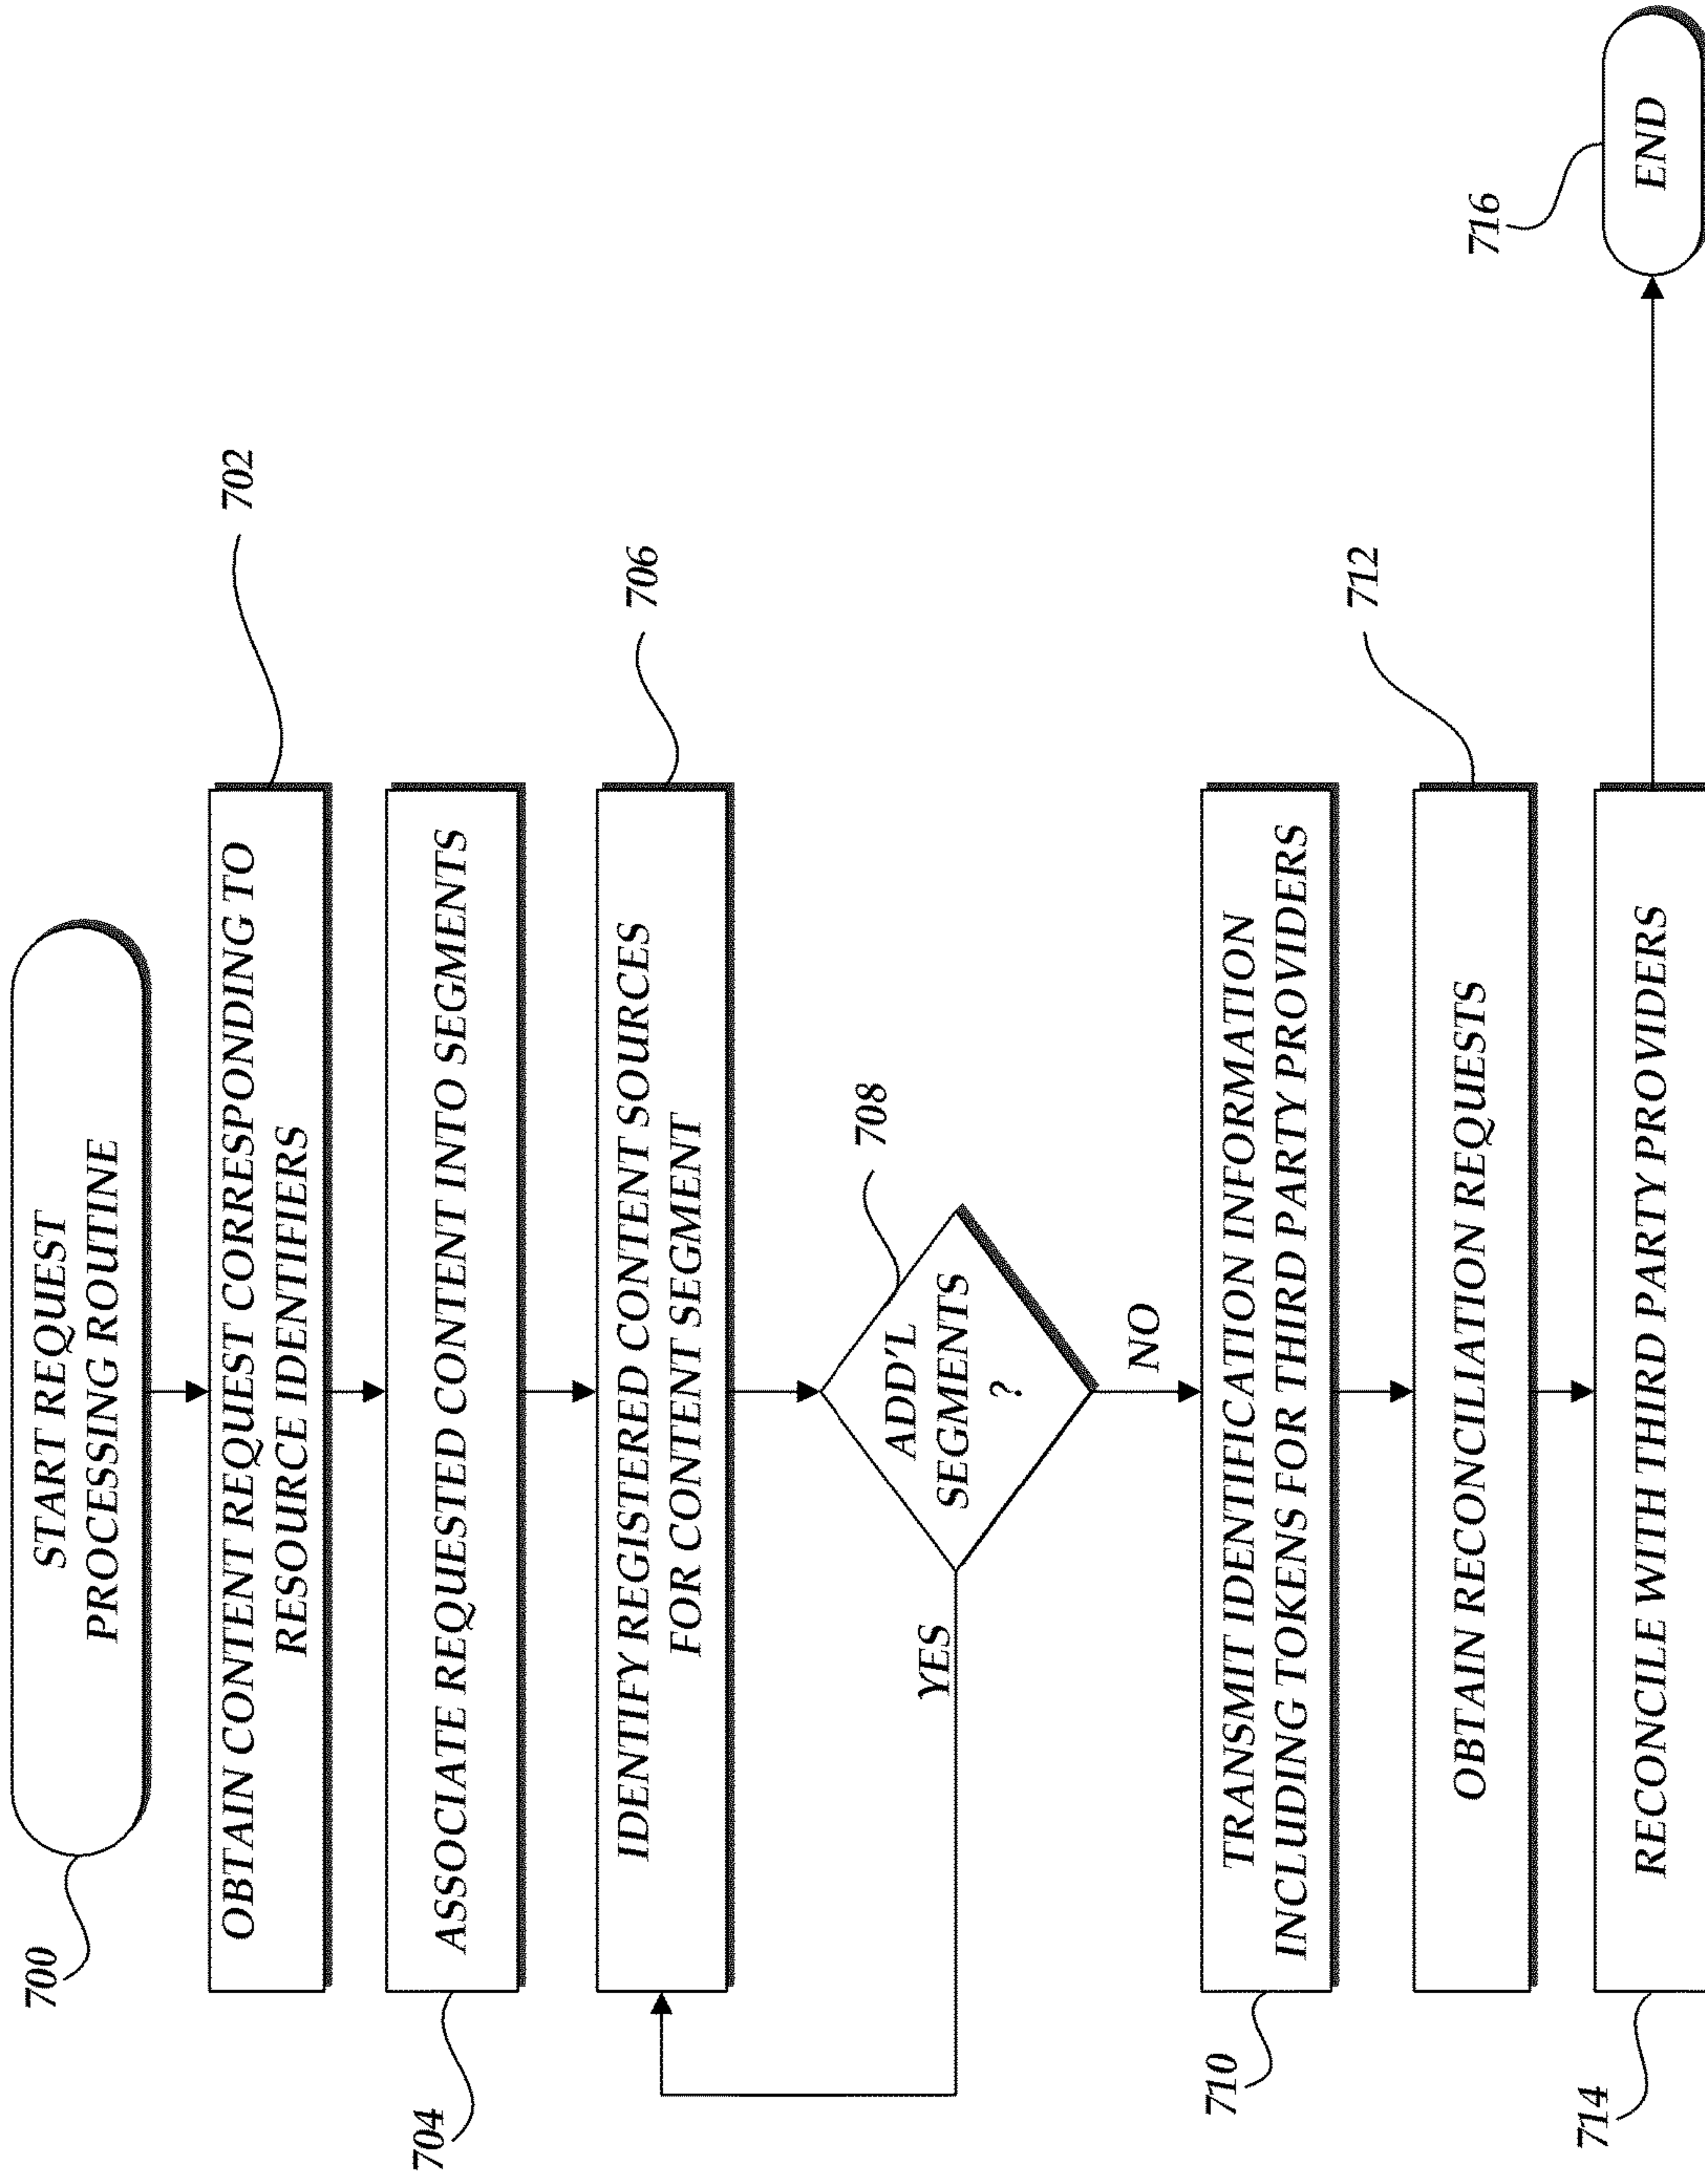 START REQUEST
PROCESSING ROUTINE
700
OBTAIN CONTENT REQUEST CORRESPONDING TO
RESOURCE IDENTIFIERS
702
ASSOCIATE REQUESTED CONTENT INTO SEGMENTS
704
IDENTIFY REGISTERED CONTENT SOURCES
FOR CONTENT SEGMENT
706
ADD'L
SEGMENTS
?
708
YES
NO
TRANSMIT IDENTIFICATION INFORMATION
INCLUDING TOKENS FOR THIRD PARTY PROVIDERS
710
OBTAIN RECONCILIATION REQUESTS
712
RECONCILE WITH THIRD PARTY PROVIDERS
714
END
716